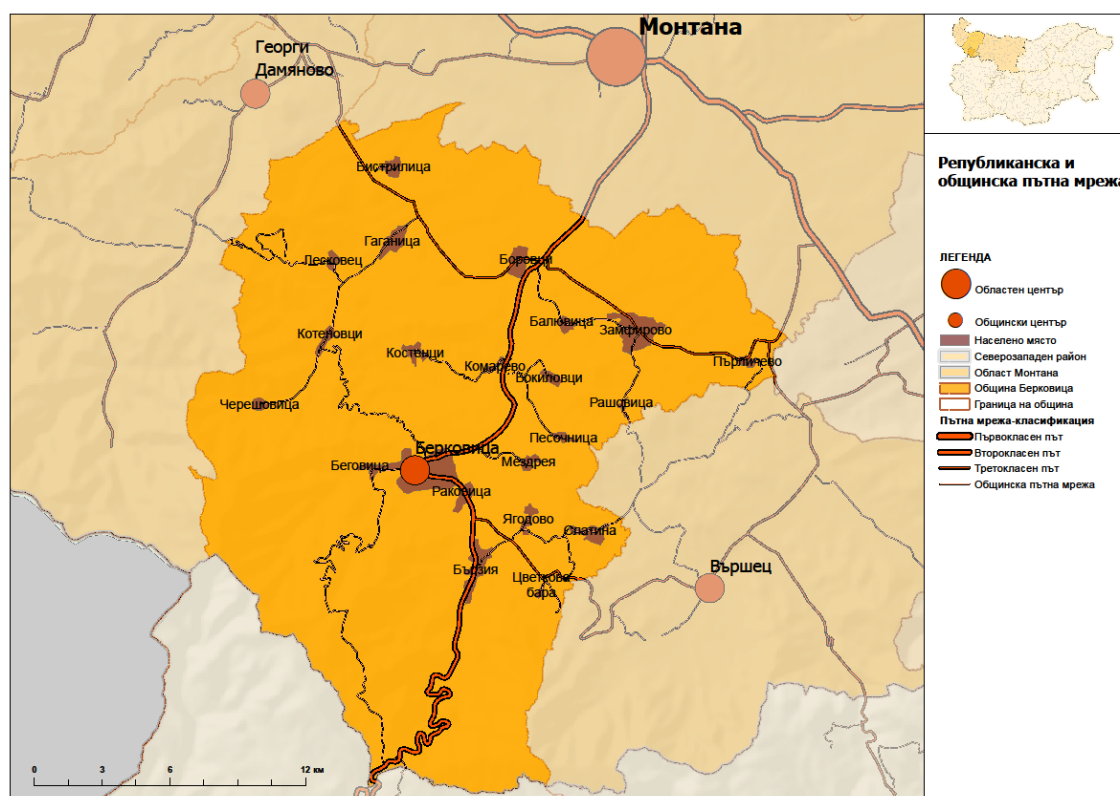 Монтана
Георги
Дамяново
Бистрилица
Гаганица
Лесковец
Боровци
Балювица
Замфирово
Котеновци
Костенци
Комарево
Бокиловци
Пърличево
Черешовица
Рашовица
Песочница
Берковица
Беговица
Мездрея
Раковица
Ягодово
Слатина
Бързия
Цветкова
бара
Вършец
0 3 6 12 км
Републиканска и
общинска пътна мрежа
ЛЕГЕНДА
Областен център
Общински център
Населено място
Северозападен район
Област Монтана
Община Берковица
Граница на община
Пътна мрежа-класификация
Първокласен път
Второкласен път
Третокласен път
Общинска пътна мрежа